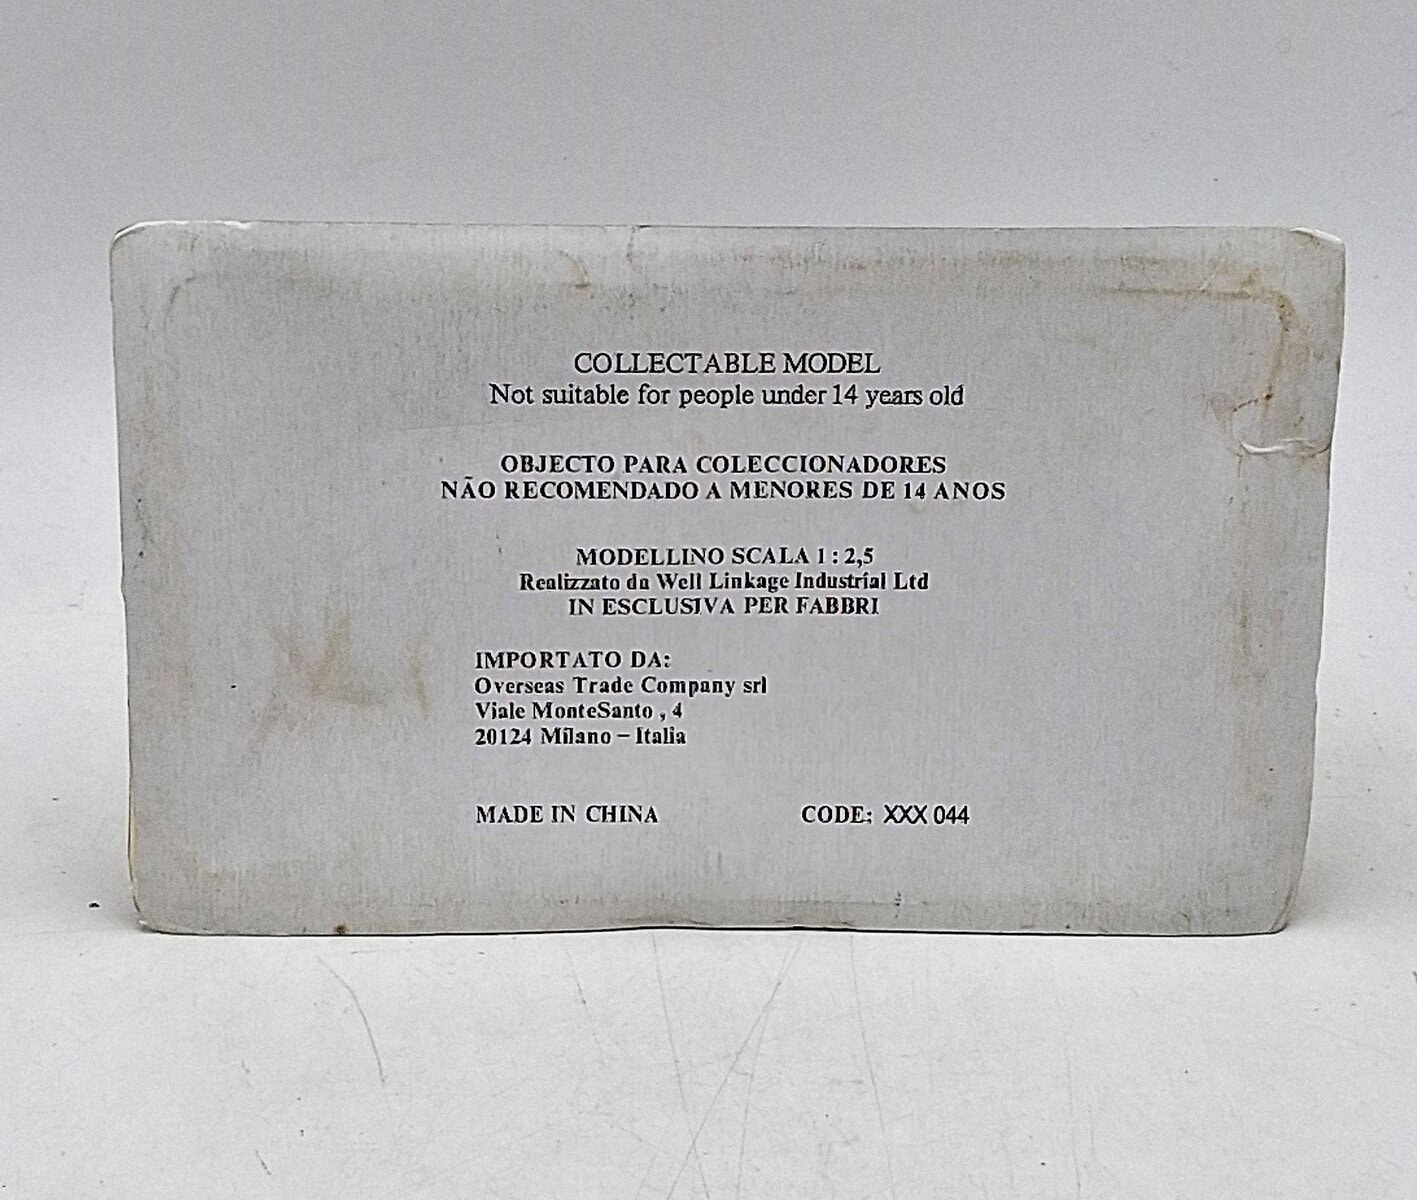 COLLECTABLE MODEL
Not suitable for people under 14 years old
OBJECTO PARA COLECCIONADORES
NÃO RECOMENDADO A MENORES DE 14 ANOS
MODELLINO SCALA 1 : 2,5
Realizzato da Well Linkage Industrial Ltd
IN ESCLUSIVA PER FABBRI
IMPORTATO DA:
Overseas Trade Company srl
Viale MonteSanto , 4
20124 Milano – Italia
MADE IN CHINA CODE: XXX 044